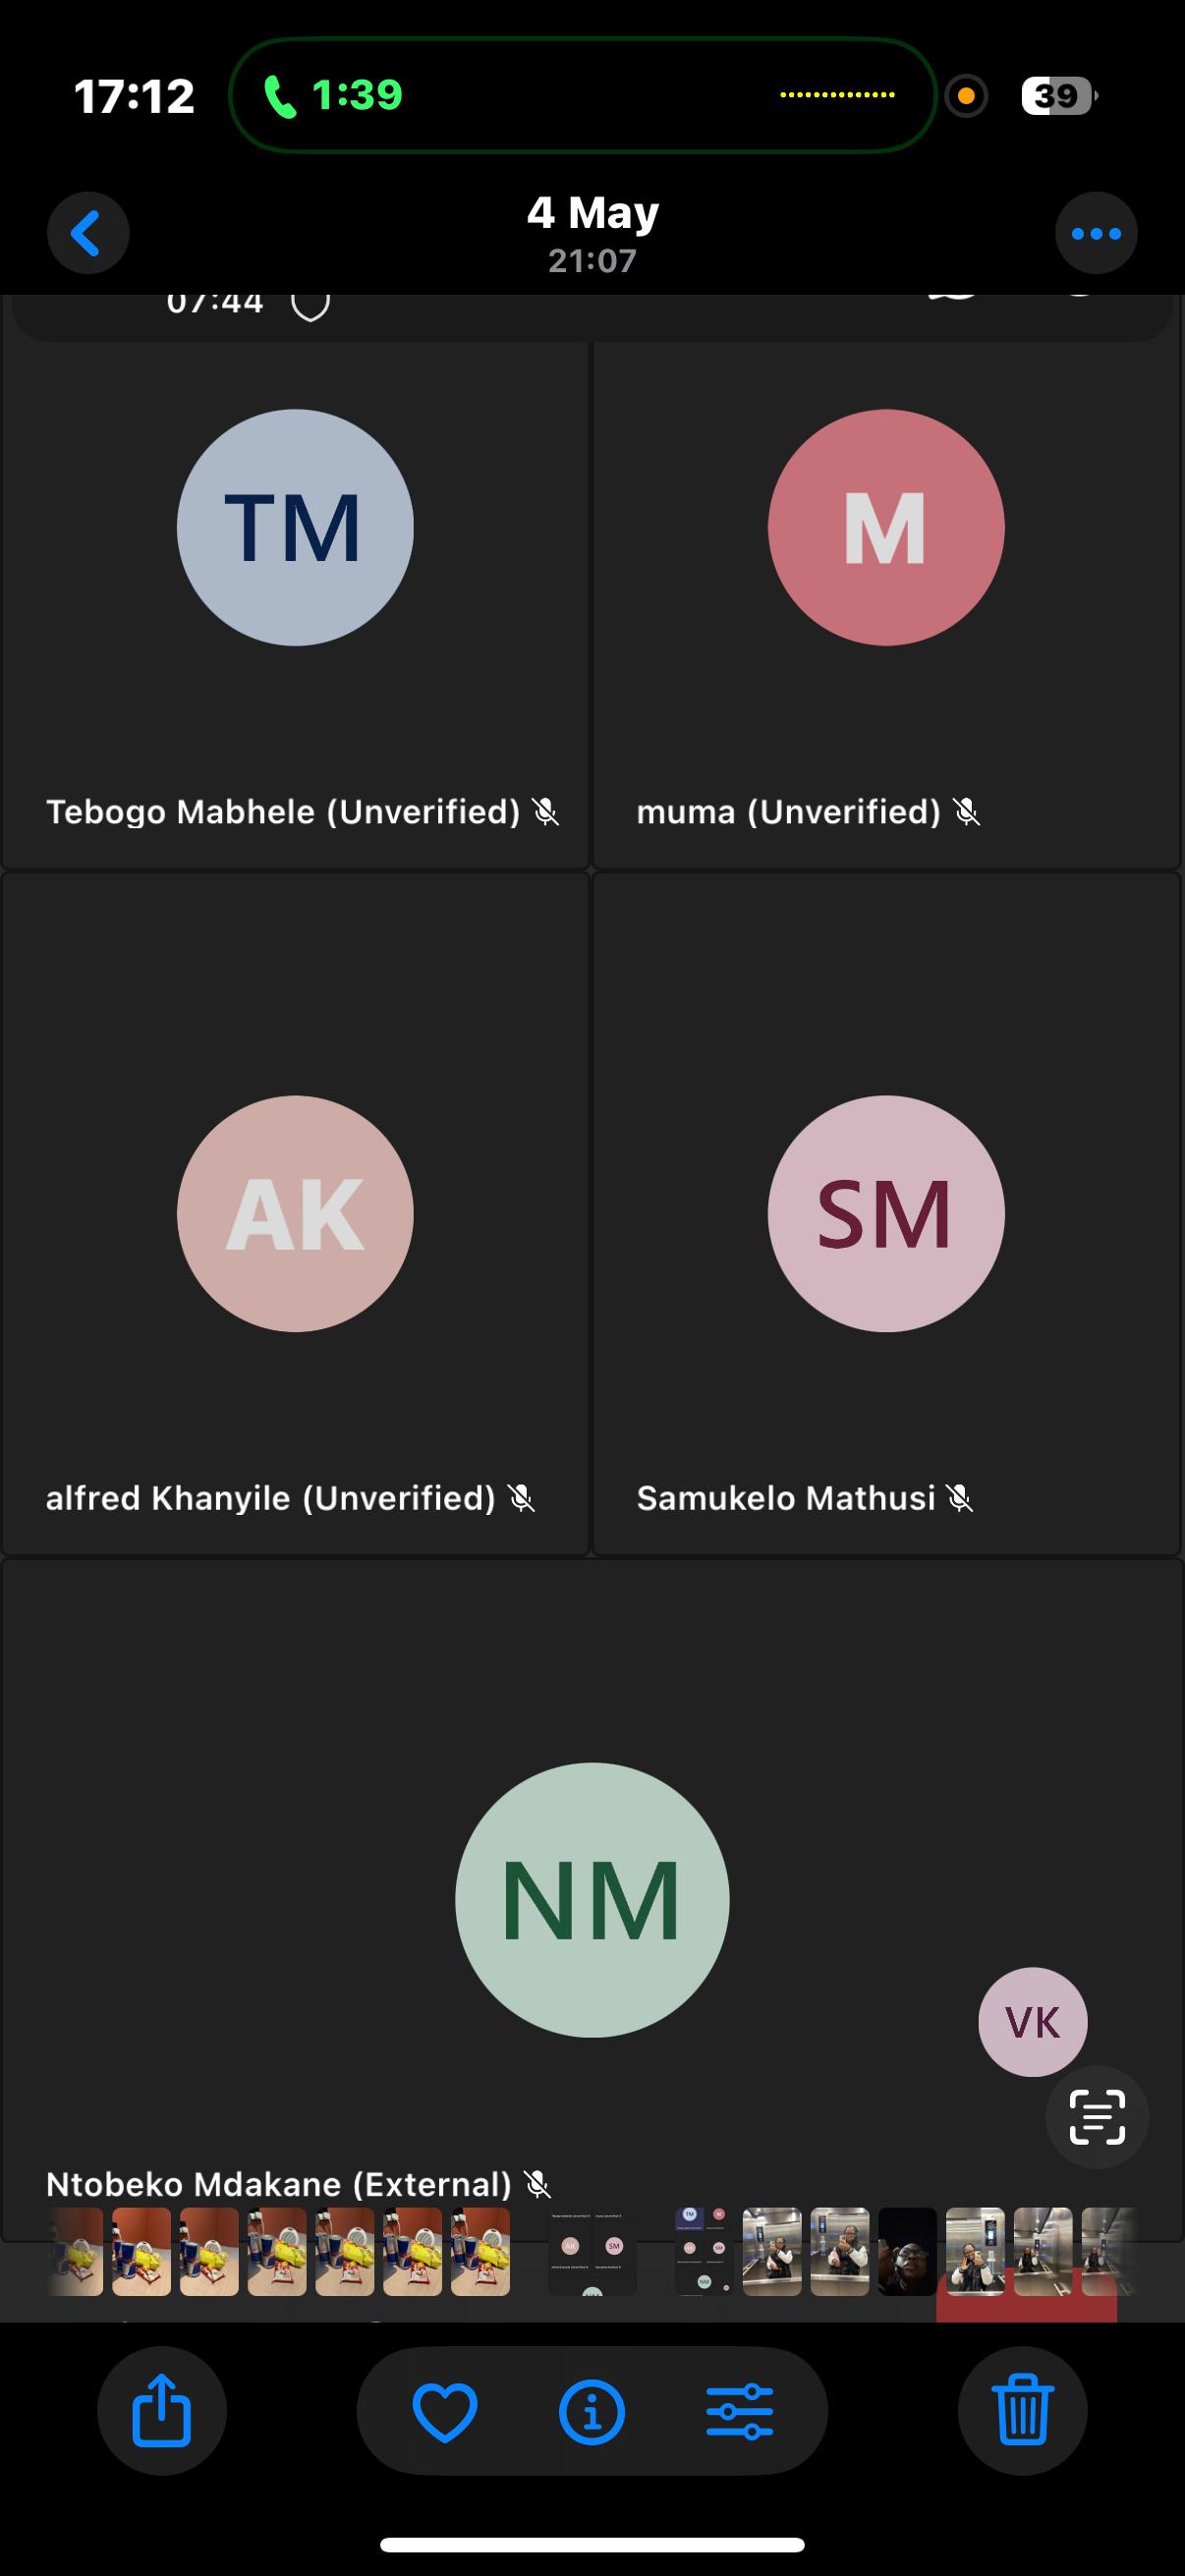 17:12 1:39 39
4 May
21:07
07:44
TM
M
Tebogo Mabhele (Unverified)
muma (Unverified)
AK
SM
alfred Khanyile (Unverified)
Samukelo Mathusi
NM
VK
Ntobeko Mdakane (External)